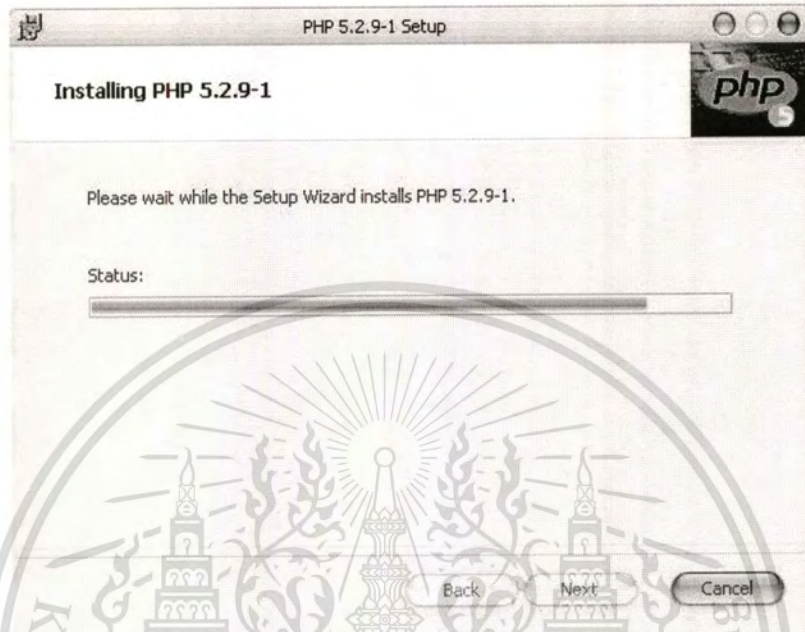 PHP 5.2.9-1 Setup
Installing PHP 5.2.9-1
php
5
Please wait while the Setup Wizard installs PHP 5.2.9-1.
Status:
Back
Next
Cancel